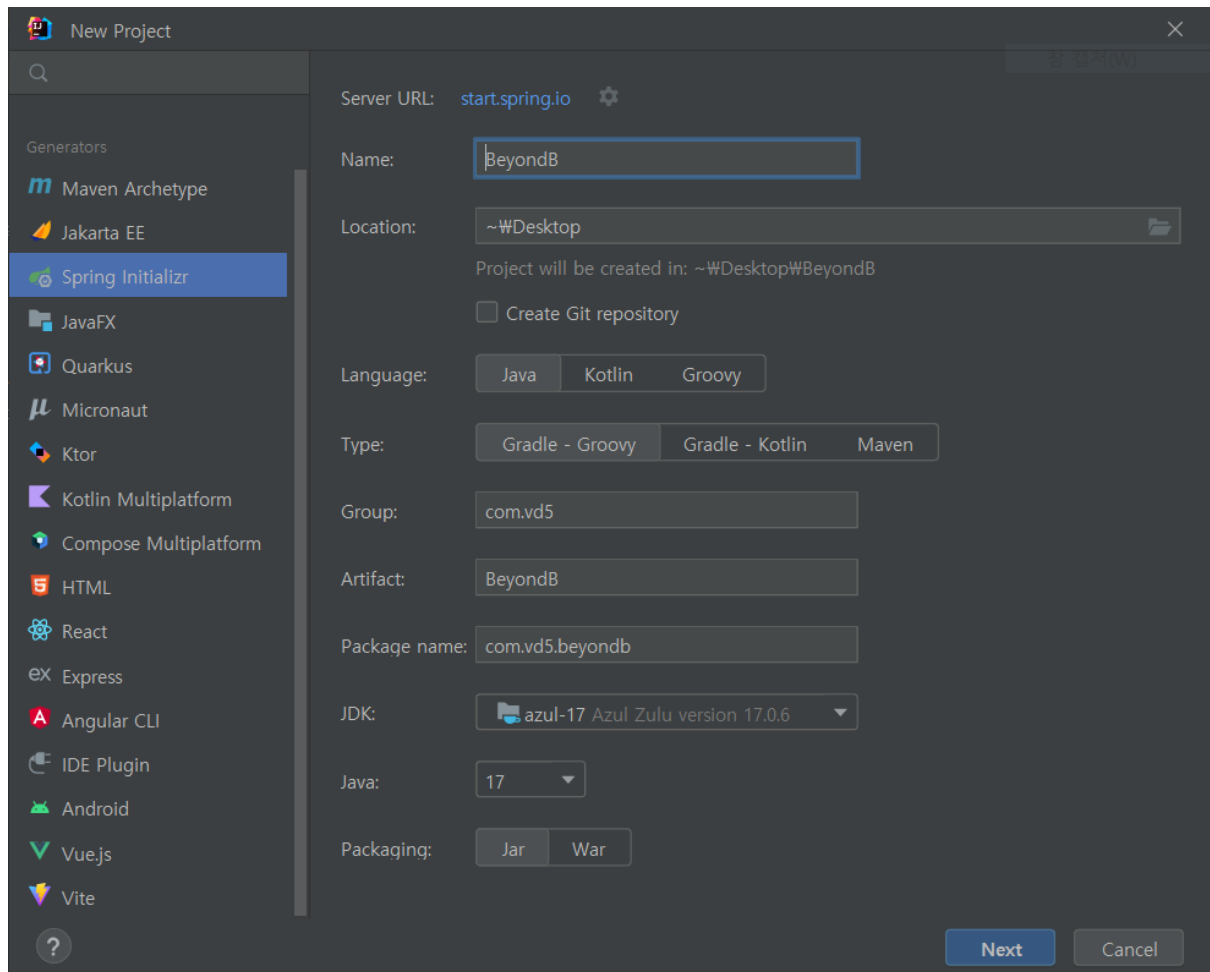 New Project
창 캡처(W)
Server URL: start.spring.io
Generators
Name: BeyondB
Maven Archetype
Jakarta EE
Location: ~₩Desktop
Spring Initializr
Project will be created in: ~₩Desktop₩BeyondB
Create Git repository
JavaFX
Quarkus
Language: Java Kotlin Groovy
Micronaut
Type: Gradle - Groovy Gradle - Kotlin Maven
Ktor
Kotlin Multiplatform
Group: com.vd5
Compose Multiplatform
HTML
Artifact: BeyondB
React
Package name: com.vd5.beyondb
ex Express
Angular CLI
JDK: azul-17 Azul Zulu version 17.0.6
IDE Plugin
Java: 17
Android
Vue.js
Packaging: Jar War
Vite
?
Next Cancel